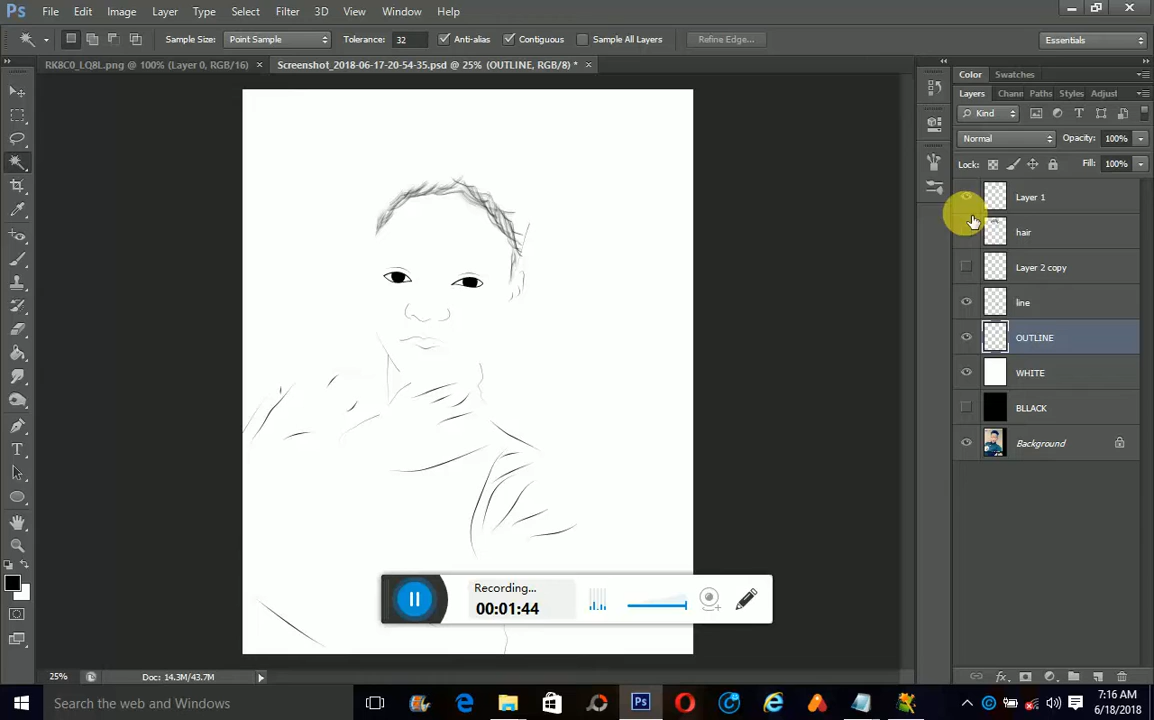 Ps File Edit Image Layer Type Select Filter 3D View Window Help
Sample Size: Point Sample Tolerance: 32 Anti-alias Contiguous Sample All Layers Refine Edge... Essentials
RK8C0_LQ8L.png @ 100% (Layer 0, RGB/16) × Screenshot_2018-06-17-20-54-35.psd @ 25% (OUTLINE, RGB/8) * ×
Color Swatches
Layers Chann Paths Styles Adjust
Kind
Normal Opacity: 100%
Lock: Fill: 100%
Layer 1
hair
Layer 2 copy
line
OUTLINE
WHITE
BLLACK
Background
Recording...
00:01:44
25% Doc: 14.3M/43.7M
Search the web and Windows
7:16 AM
6/18/2018